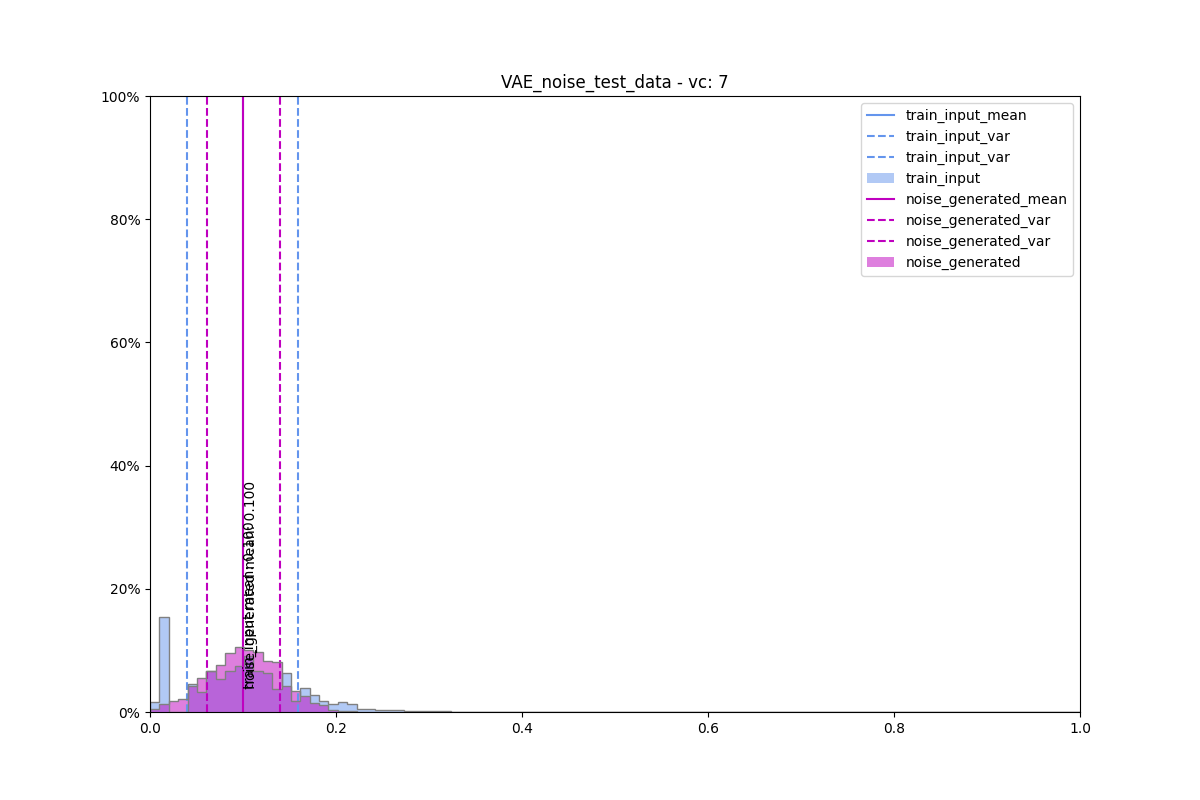 VAE_noise_test_data - vc: 7
100%
80%
60%
40%
20%
0%
0.0
0.2
0.4
0.6
0.8
1.0
train_input_mean
train_input_var
train_input_var
train_input
noise_generated_mean
noise_generated_var
noise_generated_var
noise_generated